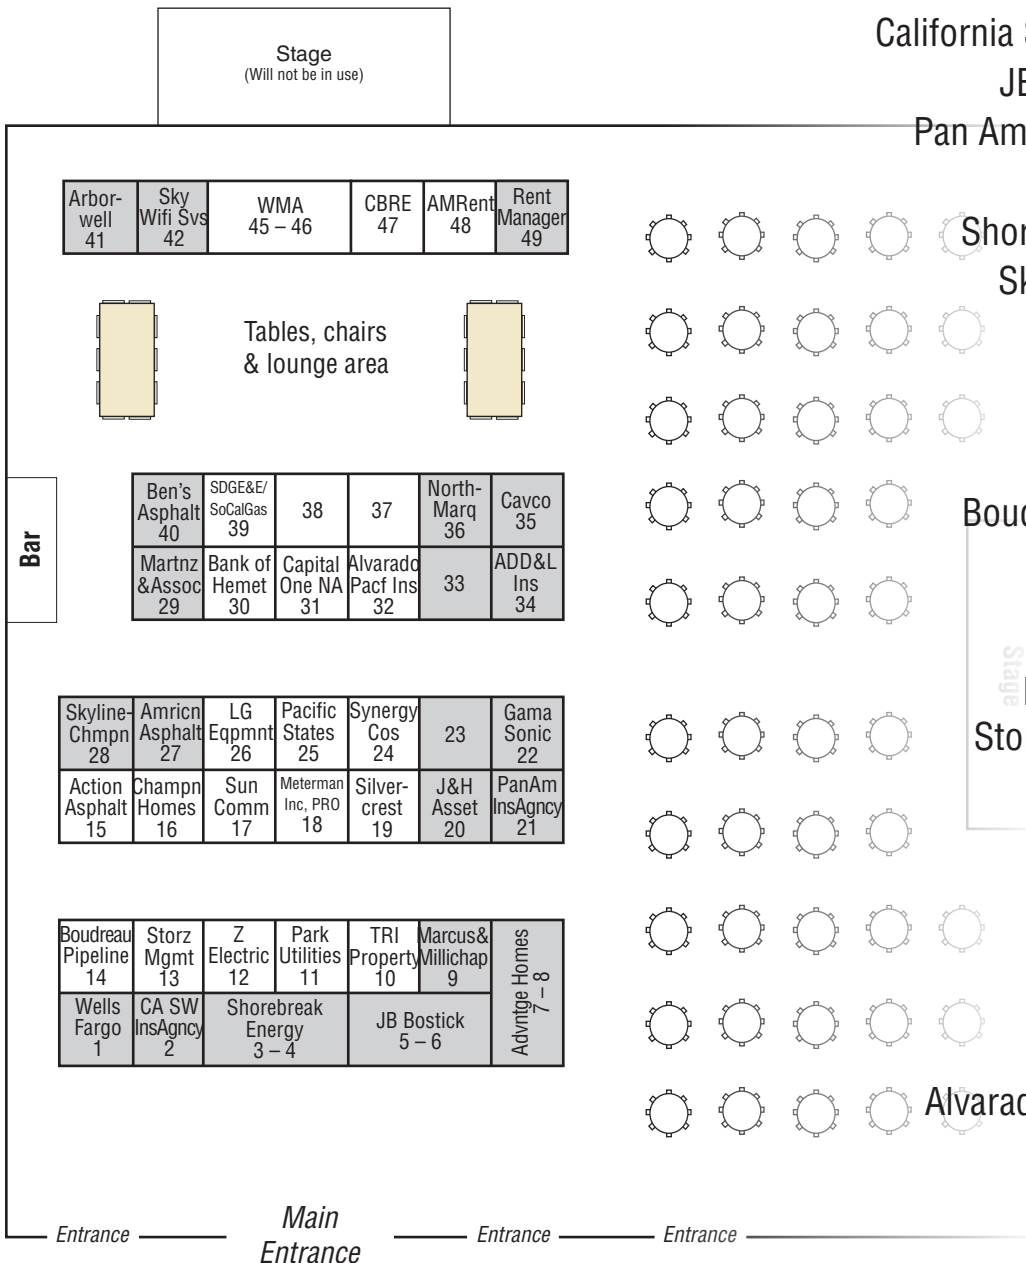 Stage
(Will not be in use)
California
JB
Pan Am
Arbor-
well
41
Sky
Wifi Svs
42
WMA
45 – 46
CBRE
47
AMRent
48
Rent
Manager
49
Shor
Sk
Tables, chairs
& lounge area
Bar
Ben's
Asphalt
40
SDGE&E/
SoCalGas
39
38
37
North-
Marq
36
Cavco
35
Martnz
&Assoc
29
Bank of
Hemet
30
Capital
One NA
31
Alvarado
Pacf Ins
32
33
ADD&L
Ins
34
Boud
Stage
Sto
Skyline-
Chmpn
28
Amricn
Asphalt
27
LG
Eqpmnt
26
Pacific
States
25
Synergy
Cos
24
23
Gama
Sonic
22
Action
Asphalt
15
Champn
Homes
16
Sun
Comm
17
Meterman
Inc, PRO
18
Silver-
crest
19
J&H
Asset
20
PanAm
InsAgncy
21
Boudreau
Pipeline
14
Storz
Mgmt
13
Z
Electric
12
Park
Utilities
11
TRI
Property
10
Marcus&
Millichap
9
Advntge Homes
7 – 8
Wells
Fargo
1
CA SW
InsAgncy
2
Shorebreak
Energy
3 – 4
JB Bostick
5 – 6
Alvarad
Entrance
Main
Entrance
Entrance
Entrance